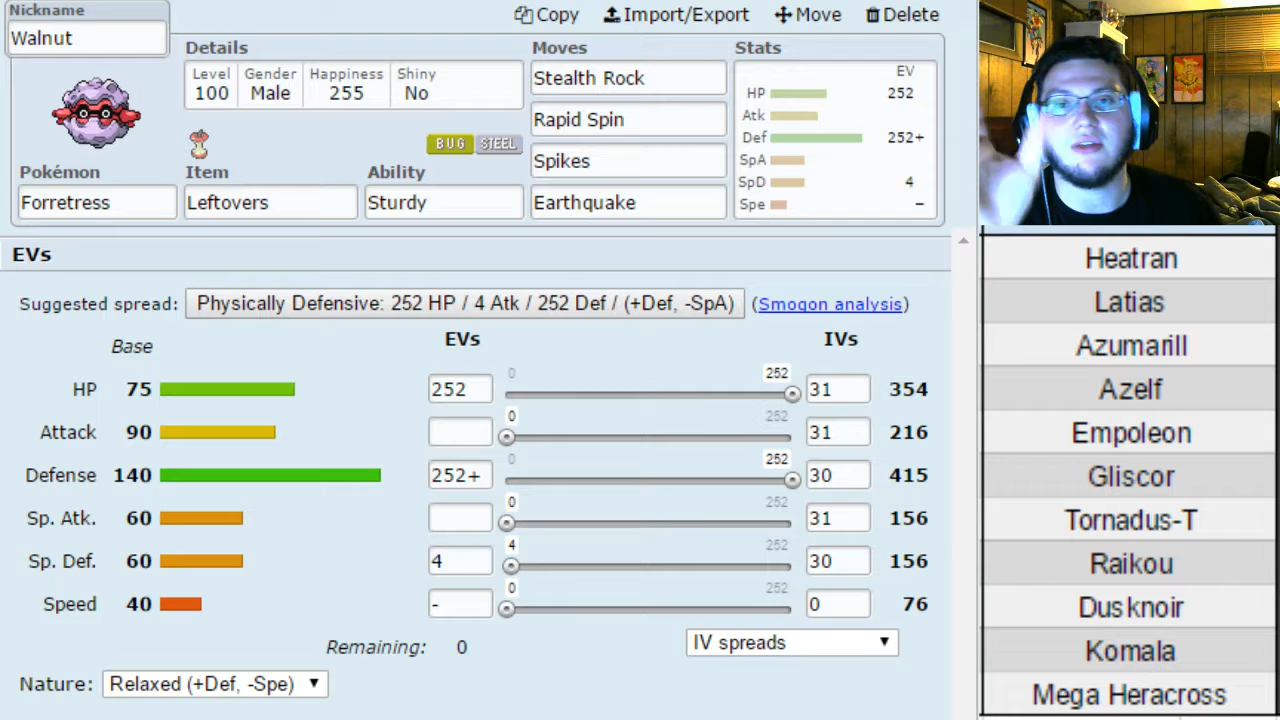 Nickname
Walnut
Copy Import/Export Move Delete
Details
Level Gender Happiness Shiny
100 Male 255 No
BUG STEEL
Pokémon Item Ability
Forretress Leftovers Sturdy
Moves
Stealth Rock
Rapid Spin
Spikes
Earthquake
Stats
EV
HP 252
Atk
Def 252+
SpA
SpD 4
Spe –
EVs
Suggested spread: Physically Defensive: 252 HP / 4 Atk / 252 Def / (+Def, -SpA) (Smogon analysis)
Base EVs IVs
HP 75 252 0 252 31 354
Attack 90 0 252 31 216
Defense 140 252+ 0 252 30 415
Sp. Atk. 60 0 252 31 156
Sp. Def. 60 4 4 252 30 156
Speed 40 - 0 252 0 76
Remaining: 0 IV spreads
Nature: Relaxed (+Def, -Spe)
Heatran
Latias
Azumarill
Azelf
Empoleon
Gliscor
Tornadus-T
Raikou
Dusknoir
Komala
Mega Heracross